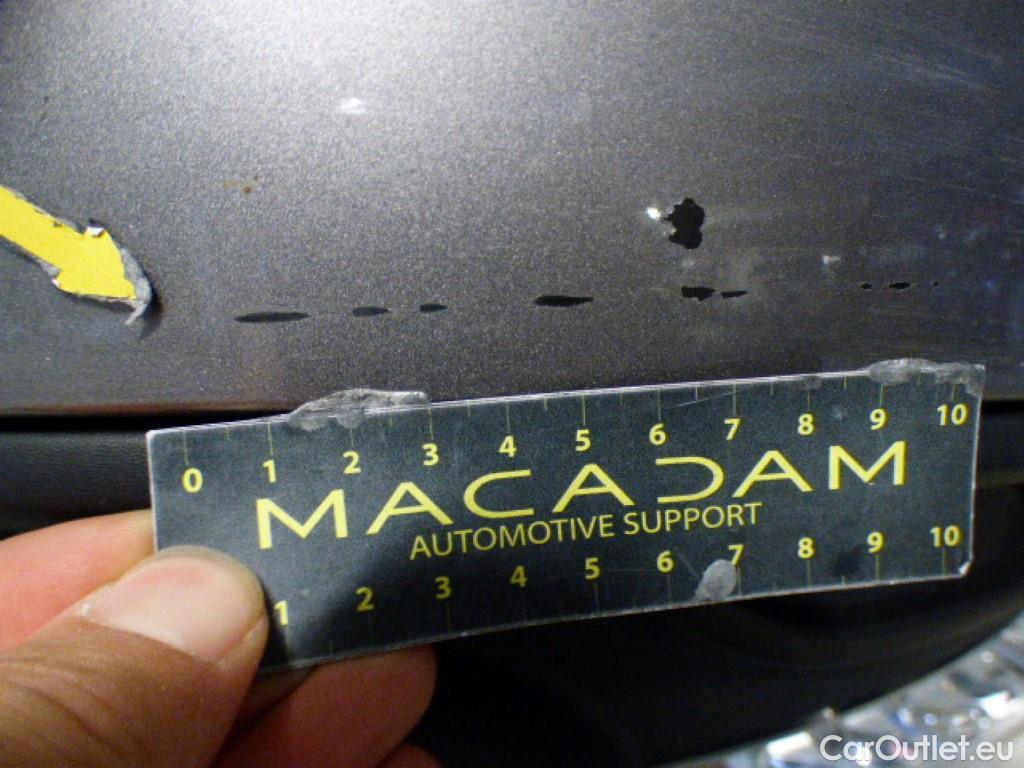 0 1 2 3 4 5 6 7 8 9 10
MACADAM
AUTOMOTIVE SUPPORT
1 2 3 4 5 6 7 8 9 10
CarOutlet.eu